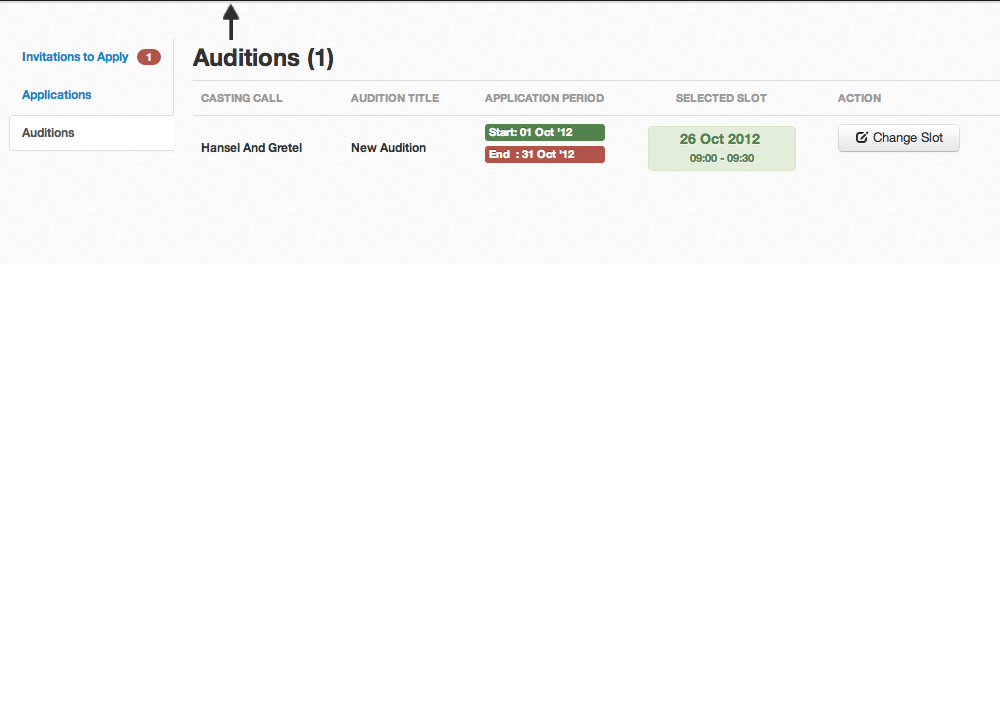 Invitations to Apply 1
Applications
Auditions
Auditions (1)
CASTING CALL AUDITION TITLE APPLICATION PERIOD SELECTED SLOT ACTION
Hansel And Gretel New Audition
Start: 01 Oct '12
End : 31 Oct '12
26 Oct 2012
09:00 - 09:30
Change Slot